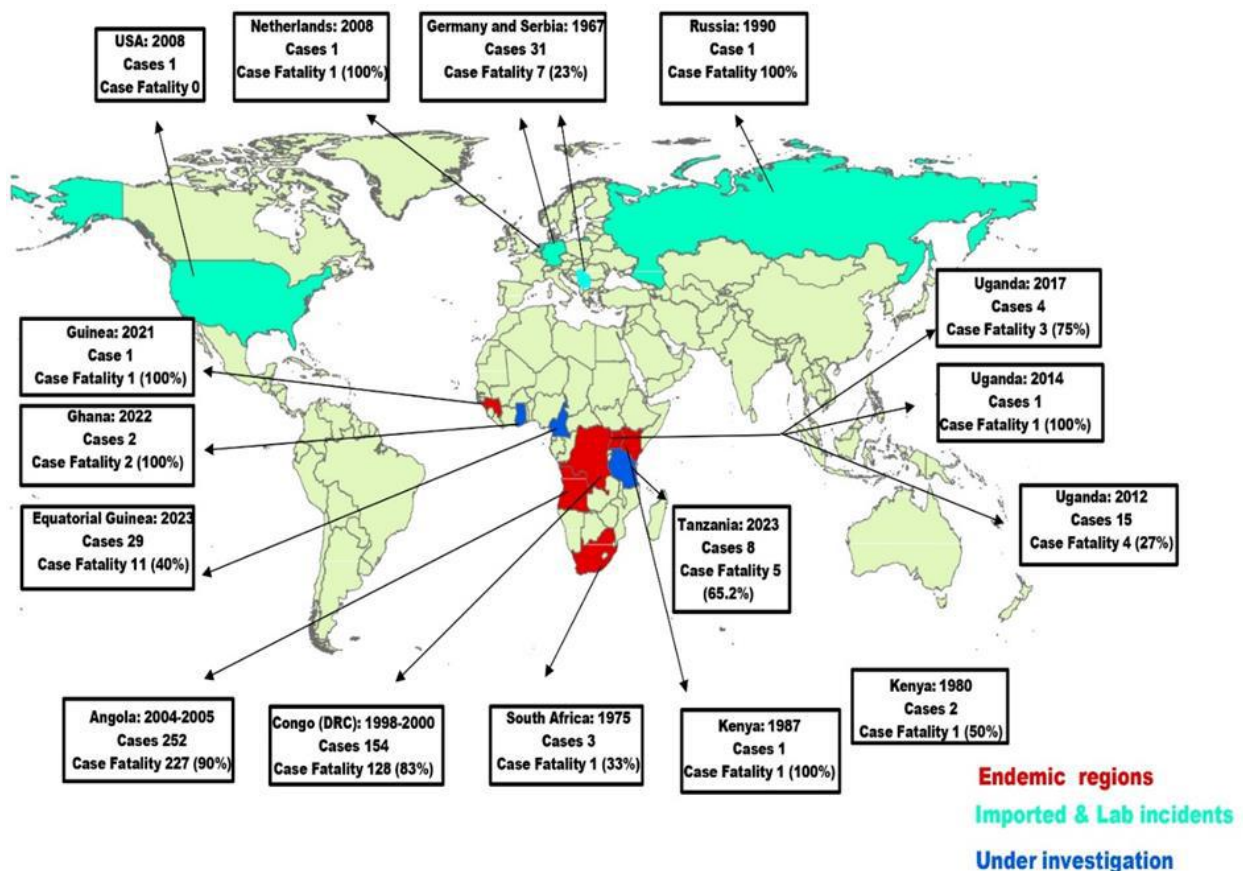 USA: 2008
Cases 1
Case Fatality 0
Netherlands: 2008
Cases 1
Case Fatality 1 (100%)
Germany and Serbia: 1967
Cases 31
Case Fatality 7 (23%)
Russia: 1990
Case 1
Case Fatality 100%
Uganda: 2017
Cases 4
Case Fatality 3 (75%)
Guinea: 2021
Case 1
Case Fatality 1 (100%)
Uganda: 2014
Cases 1
Case Fatality 1 (100%)
Ghana: 2022
Cases 2
Case Fatality 2 (100%)
Uganda: 2012
Cases 15
Case Fatality 4 (27%)
Equatorial Guinea: 2023
Cases 29
Case Fatality 11 (40%)
Tanzania: 2023
Cases 8
Case Fatality 5
(65.2%)
Angola: 2004-2005
Cases 252
Case Fatality 227 (90%)
Congo (DRC): 1998-2000
Cases 154
Case Fatality 128 (83%)
South Africa: 1975
Cases 3
Case Fatality 1 (33%)
Kenya: 1987
Cases 1
Case Fatality 1 (100%)
Kenya: 1980
Cases 2
Case Fatality 1 (50%)
Endemic regions
Imported & Lab incidents
Under investigation